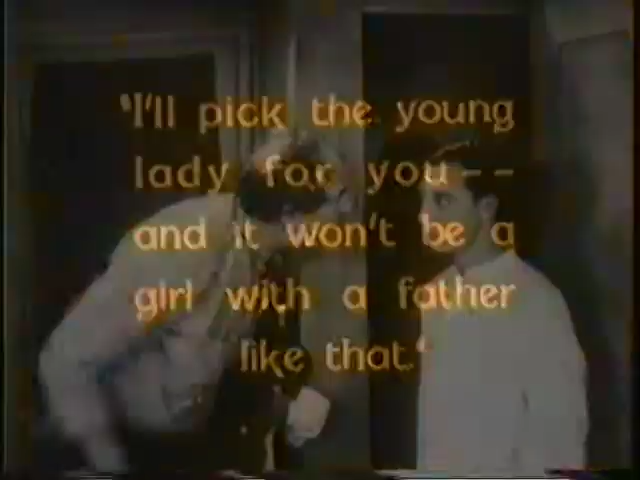 "I'll pick the young
lady for you--
and it won't be a
girl with a father
like that."